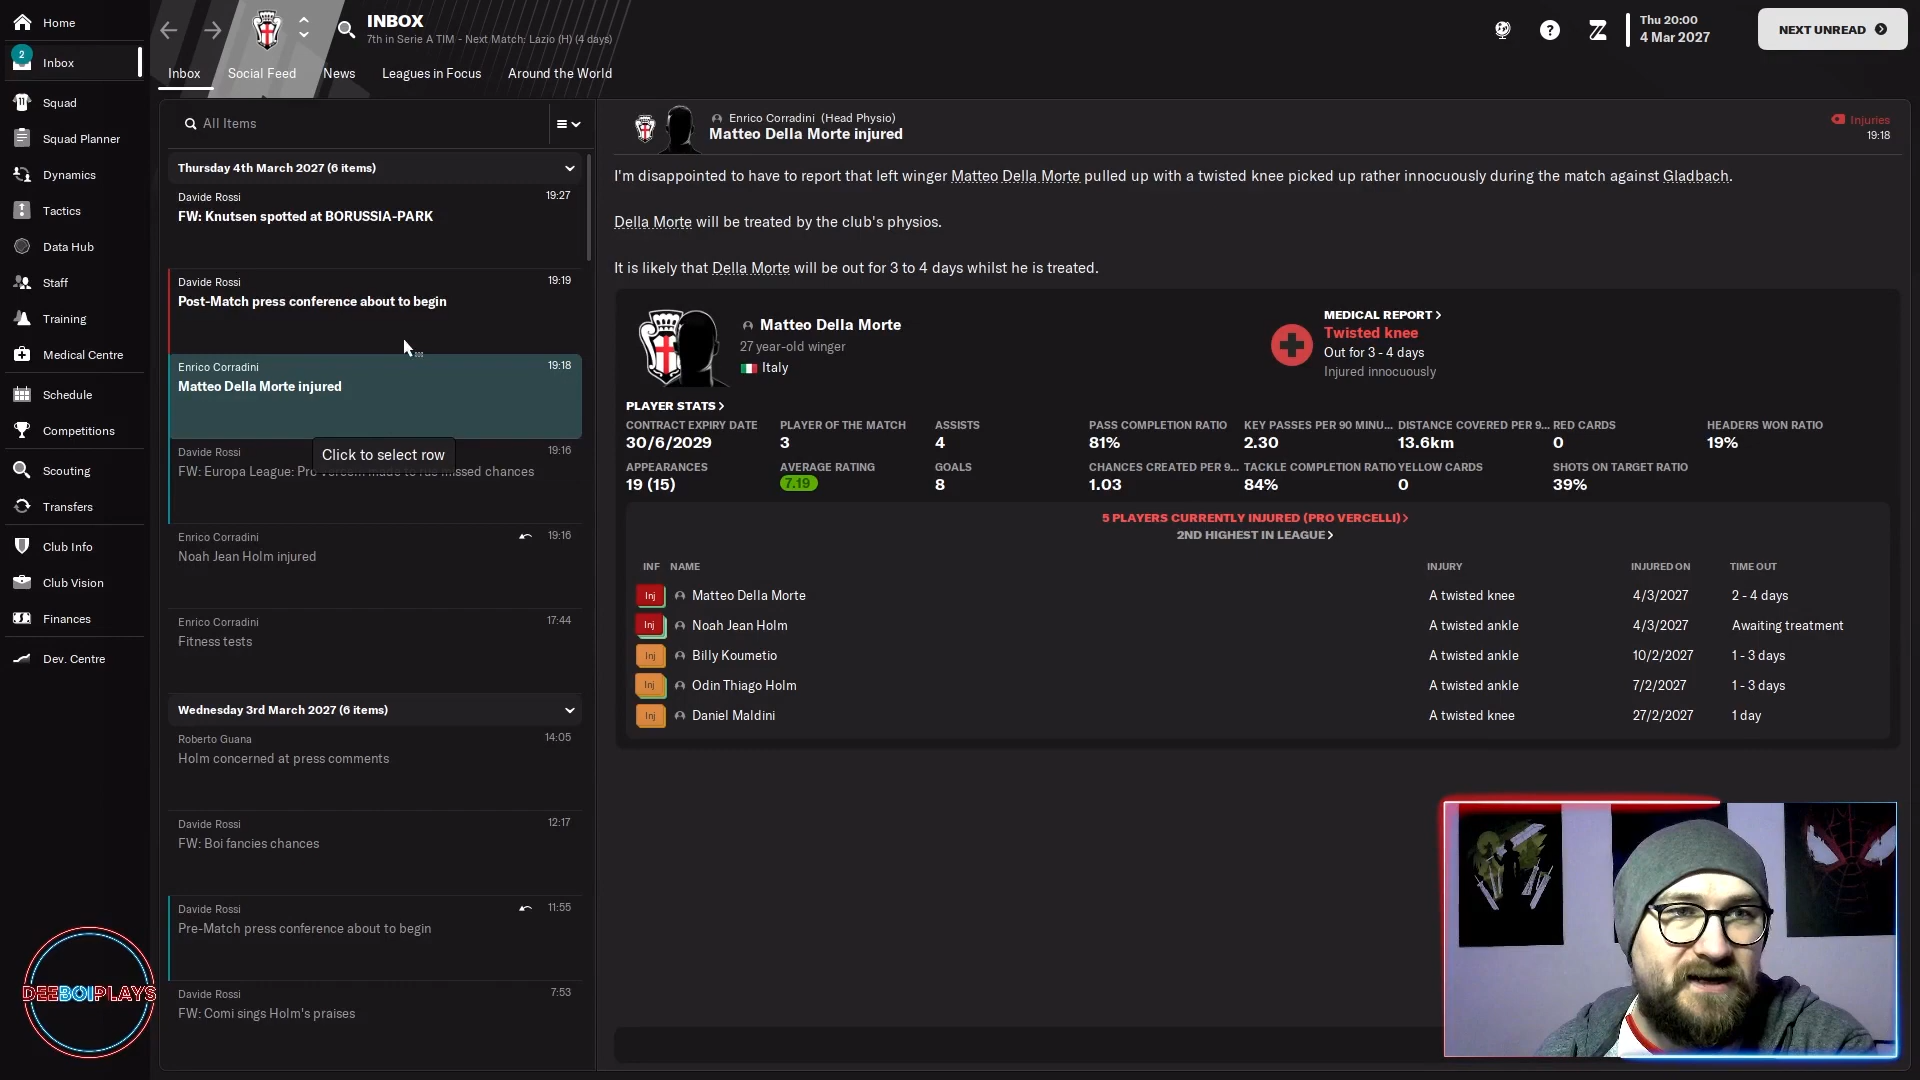 Home
2
Inbox
Squad
Squad Planner
Dynamics
Tactics
Data Hub
Staff
Training
Medical Centre
Schedule
Competitions
Scouting
Transfers
Club Info
Club Vision
Finances
Dev. Centre
DEEBOIPLAYS
INBOX
7th in Serie A TIM - Next Match: Lazio (H) (4 days)
Thu 20:00
4 Mar 2027
NEXT UNREAD
Inbox Social Feed News Leagues in Focus Around the World
All Items
Thursday 4th March 2027 (6 items)
Davide Rossi 19:27
FW: Knutsen spotted at BORUSSIA-PARK
Davide Rossi 19:19
Post-Match press conference about to begin
Enrico Corradini 19:18
Matteo Della Morte injured
Click to select row
Davide Rossi 19:16
FW: Europa League: Pro Vercelli made to rue missed chances
Enrico Corradini 19:16
Noah Jean Holm injured
Enrico Corradini 17:44
Fitness tests
Wednesday 3rd March 2027 (6 items)
Roberto Guana 14:05
Holm concerned at press comments
Davide Rossi 12:17
FW: Boi fancies chances
Davide Rossi 11:55
Pre-Match press conference about to begin
Davide Rossi 7:53
FW: Comi sings Holm's praises
Enrico Corradini (Head Physio)
Matteo Della Morte injured
Injuries
19:18
I'm disappointed to have to report that left winger Matteo Della Morte pulled up with a twisted knee picked up rather innocuously during the match against Gladbach.
Della Morte will be treated by the club's physios.
It is likely that Della Morte will be out for 3 to 4 days whilst he is treated.
Matteo Della Morte
27 year-old winger
Italy
MEDICAL REPORT >
Twisted knee
Out for 3 - 4 days
Injured innocuously
PLAYER STATS >
CONTRACT EXPIRY DATE PLAYER OF THE MATCH ASSISTS PASS COMPLETION RATIO KEY PASSES PER 90 MINU... DISTANCE COVERED PER 9... RED CARDS HEADERS WON RATIO
30/6/2029 3 4 81% 2.30 13.6km 0 19%
APPEARANCES AVERAGE RATING GOALS CHANCES CREATED PER 9... TACKLE COMPLETION RATIO YELLOW CARDS SHOTS ON TARGET RATIO
19 (15) 7.19 8 1.03 84% 0 39%
5 PLAYERS CURRENTLY INJURED (PRO VERCELLI) >
2ND HIGHEST IN LEAGUE >
INF NAME INJURY INJURED ON TIME OUT
Inj Matteo Della Morte A twisted knee 4/3/2027 2 - 4 days
Inj Noah Jean Holm A twisted ankle 4/3/2027 Awaiting treatment
Inj Billy Koumetio A twisted ankle 10/2/2027 1 - 3 days
Inj Odin Thiago Holm A twisted ankle 7/2/2027 1 - 3 days
Inj Daniel Maldini A twisted knee 27/2/2027 1 day